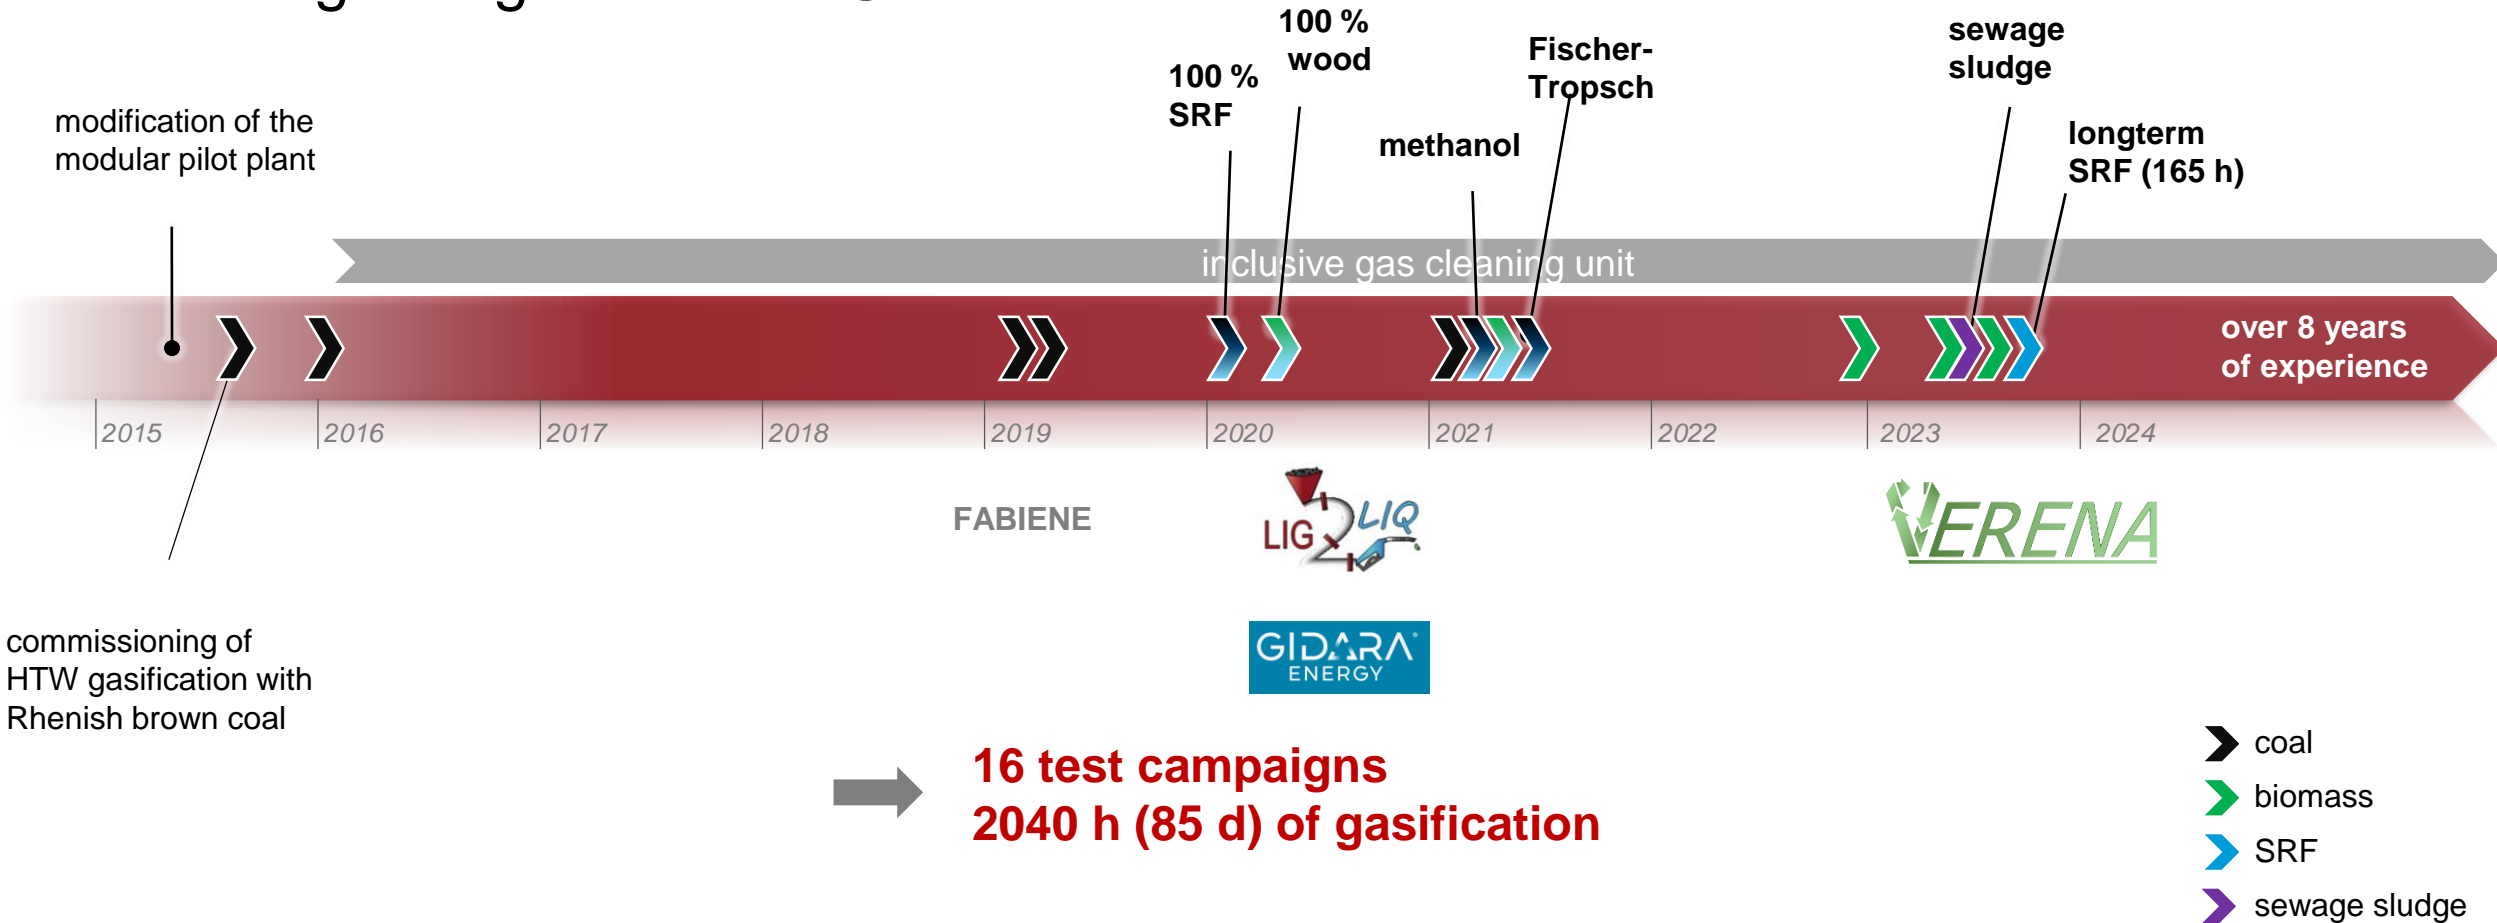 100 %
wood
sewage
sludge
Fischer-
Tropsch
100 %
SRF
modification of the
modular pilot plant
methanol
longterm
SRF (165 h)
inclusive gas cleaning unit
over 8 years
of experience
2015
2016
2017
2018
2019
2020
2021
2022
2023
2024
FABIENE
LIG2LIQ
VERENA
GIDARA
ENERGY
commissioning of
HTW gasification with
Rhenish brown coal
16 test campaigns
2040 h (85 d) of gasification
coal
biomass
SRF
sewage sludge